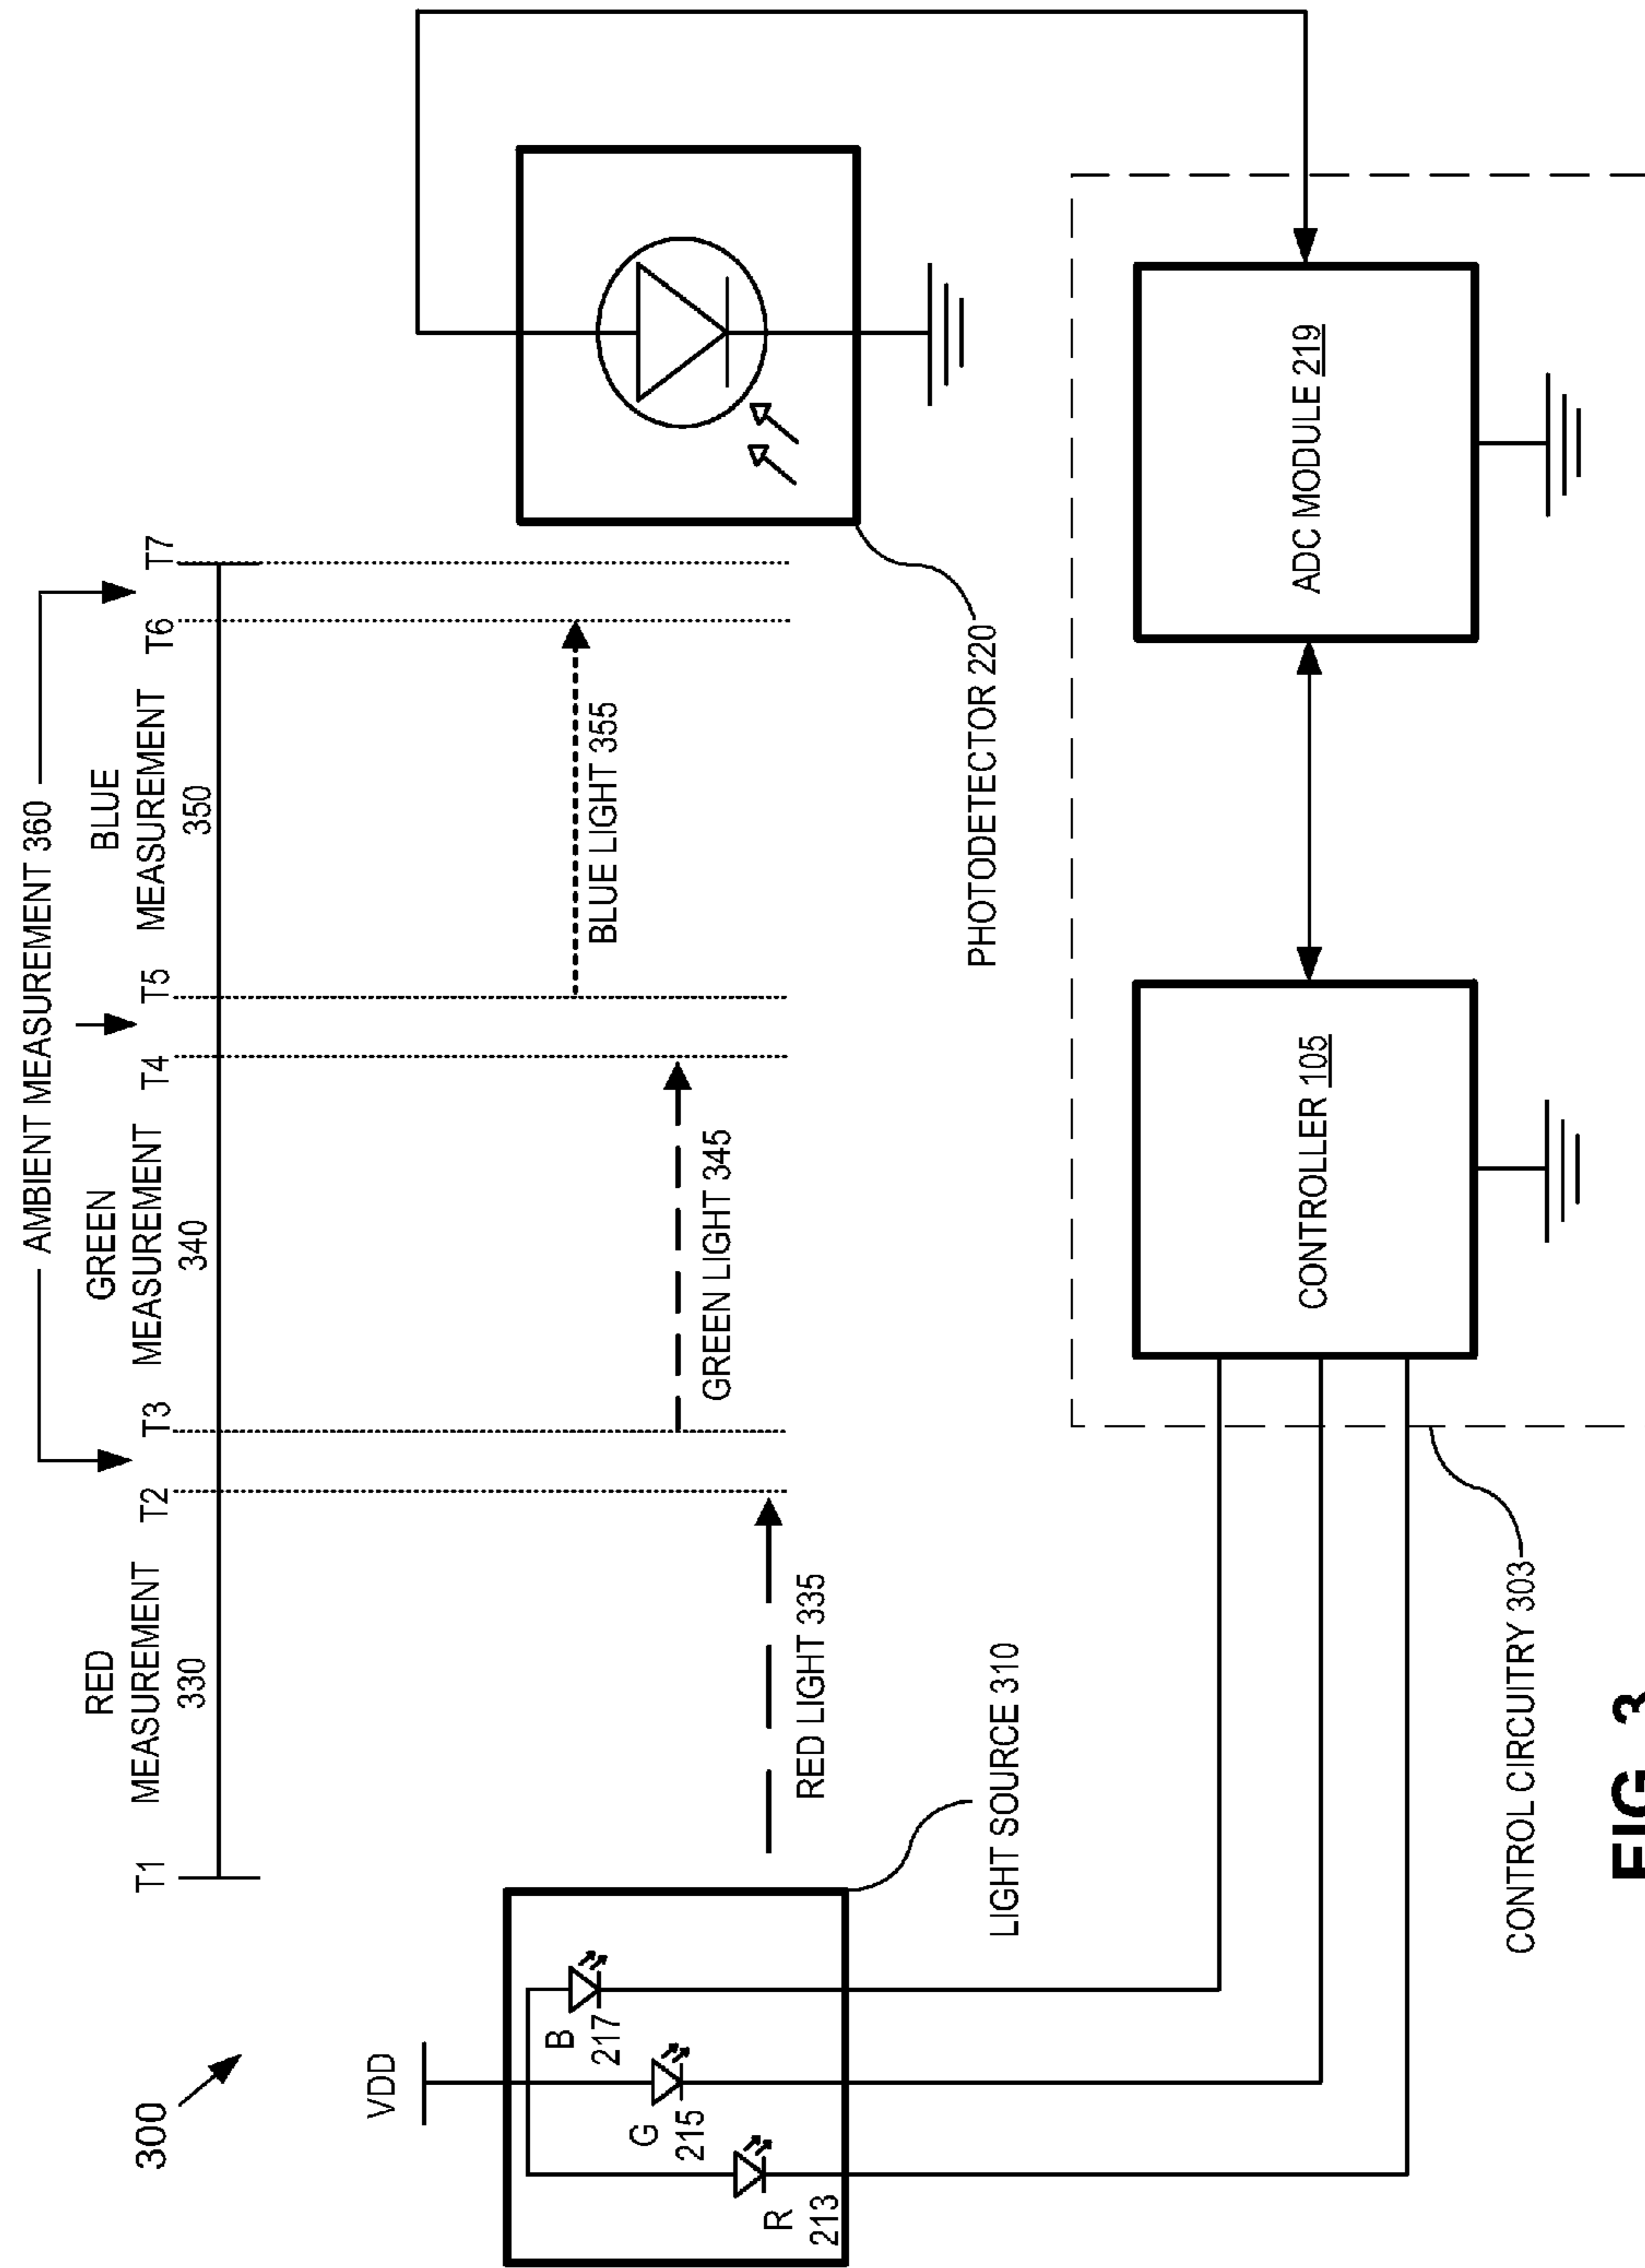 300
AMBIENT MEASUREMENT 360
RED
MEASUREMENT
330
GREEN
MEASUREMENT
340
BLUE
MEASUREMENT
350
T1
T2
T3
T4
T5
T6
T7
VDD
B
217
G
215
R
213
RED LIGHT 335
GREEN LIGHT 345
BLUE LIGHT 355
LIGHT SOURCE 310
PHOTODETECTOR 220
CONTROLLER 105
ADC MODULE 219
CONTROL CIRCUITRY 303
FIG. 3